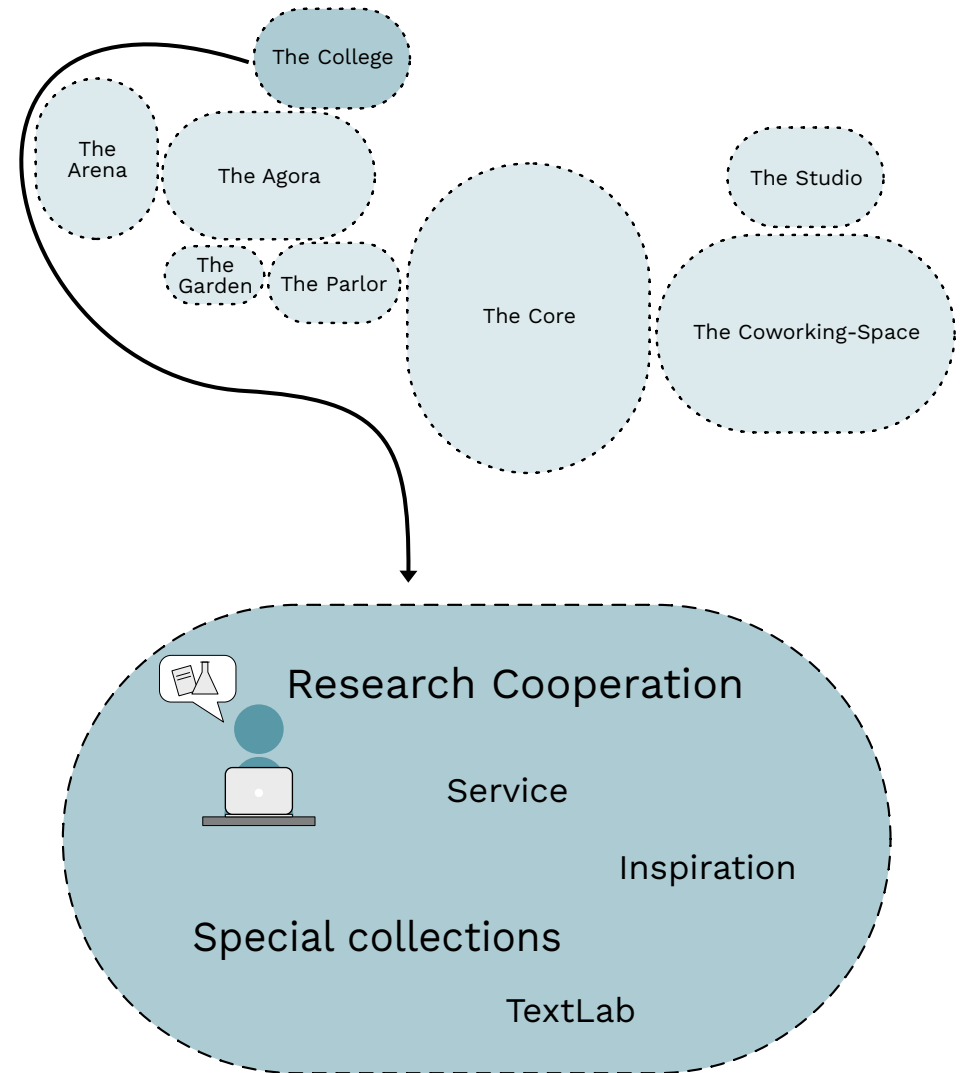 The College
The
Arena
The Agora
The Studio
The
Garden
The Parlor
The Core
The Coworking-Space
Research Cooperation
Service
Inspiration
Special collections
TextLab